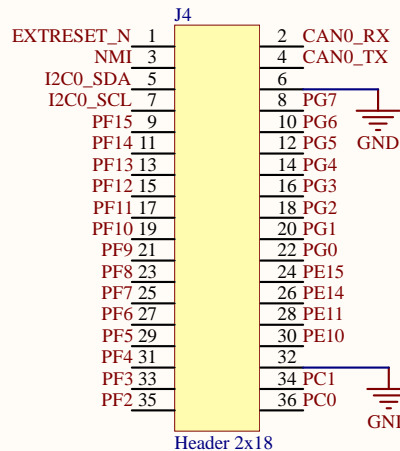 J4
EXTRESET_N 1 2 CAN0_RX
NMI 3 4 CAN0_TX
I2C0_SDA 5 6
I2C0_SCL 7 8 PG7
PF15 9 10 PG6
GND
PF14 11 12 PG5
PF13 13 14 PG4
PF12 15 16 PG3
PF11 17 18 PG2
PF10 19 20 PG1
PF9 21 22 PG0
PF8 23 24 PE15
PF7 25 26 PE14
PF6 27 28 PE11
PF5 29 30 PE10
PF4 31 32
PF3 33 34 PC1
PF2 35 36 PC0
GND
Header 2x18